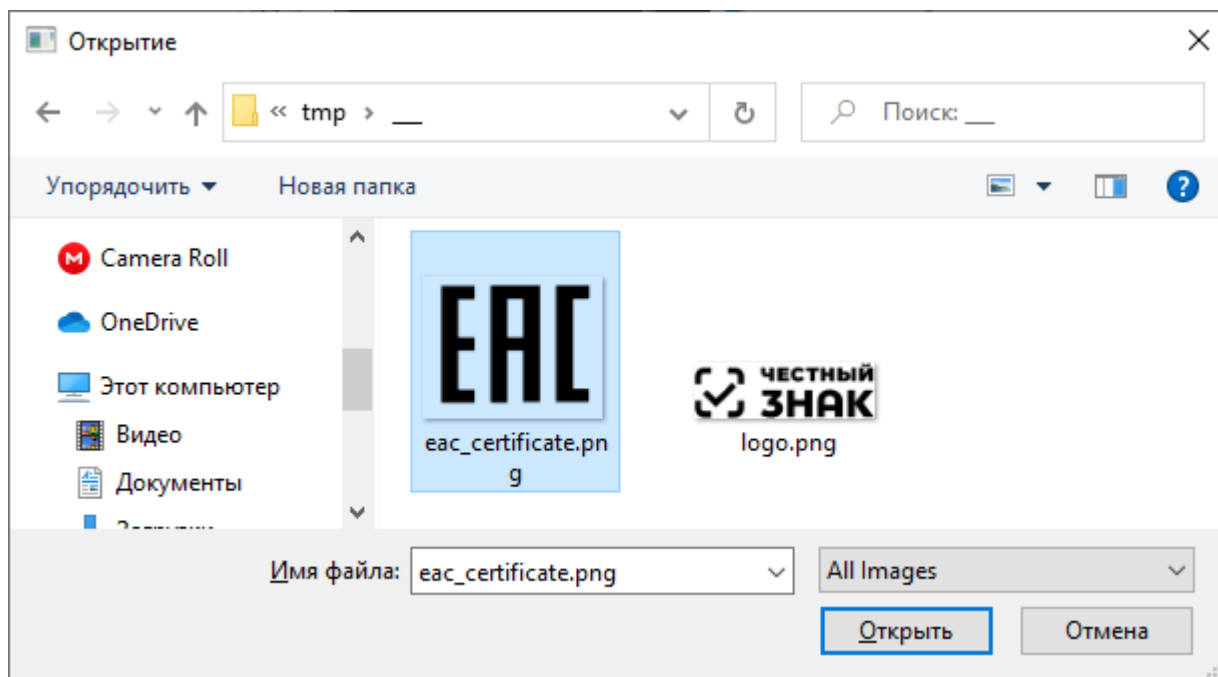 Открытие
« tmp › __
Поиск: __
Упорядочить
Новая папка
Camera Roll
OneDrive
Этот компьютер
Видео
Документы
EAC
eac_certificate.pn
g
ЧЕСТНЫЙ
ЗНАК
logo.png
Имя файла:
eac_certificate.png
All Images
Открыть
Отмена